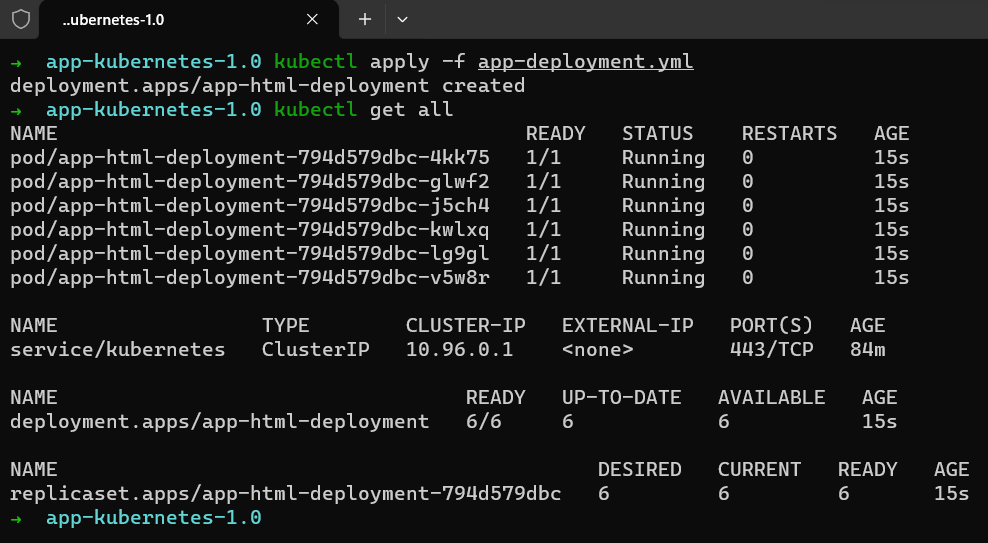 ..ubernetes-1.0
→ app-kubernetes-1.0 kubectl apply -f app-deployment.yml
deployment.apps/app-html-deployment created
→ app-kubernetes-1.0 kubectl get all
NAME READY STATUS RESTARTS AGE
pod/app-html-deployment-794d579dbc-4kk75 1/1 Running 0 15s
pod/app-html-deployment-794d579dbc-glwf2 1/1 Running 0 15s
pod/app-html-deployment-794d579dbc-j5ch4 1/1 Running 0 15s
pod/app-html-deployment-794d579dbc-kwlxq 1/1 Running 0 15s
pod/app-html-deployment-794d579dbc-lg9gl 1/1 Running 0 15s
pod/app-html-deployment-794d579dbc-v5w8r 1/1 Running 0 15s
NAME TYPE CLUSTER-IP EXTERNAL-IP PORT(S) AGE
service/kubernetes ClusterIP 10.96.0.1 <none> 443/TCP 84m
NAME READY UP-TO-DATE AVAILABLE AGE
deployment.apps/app-html-deployment 6/6 6 6 15s
NAME DESIRED CURRENT READY AGE
replicaset.apps/app-html-deployment-794d579dbc 6 6 6 15s
→ app-kubernetes-1.0